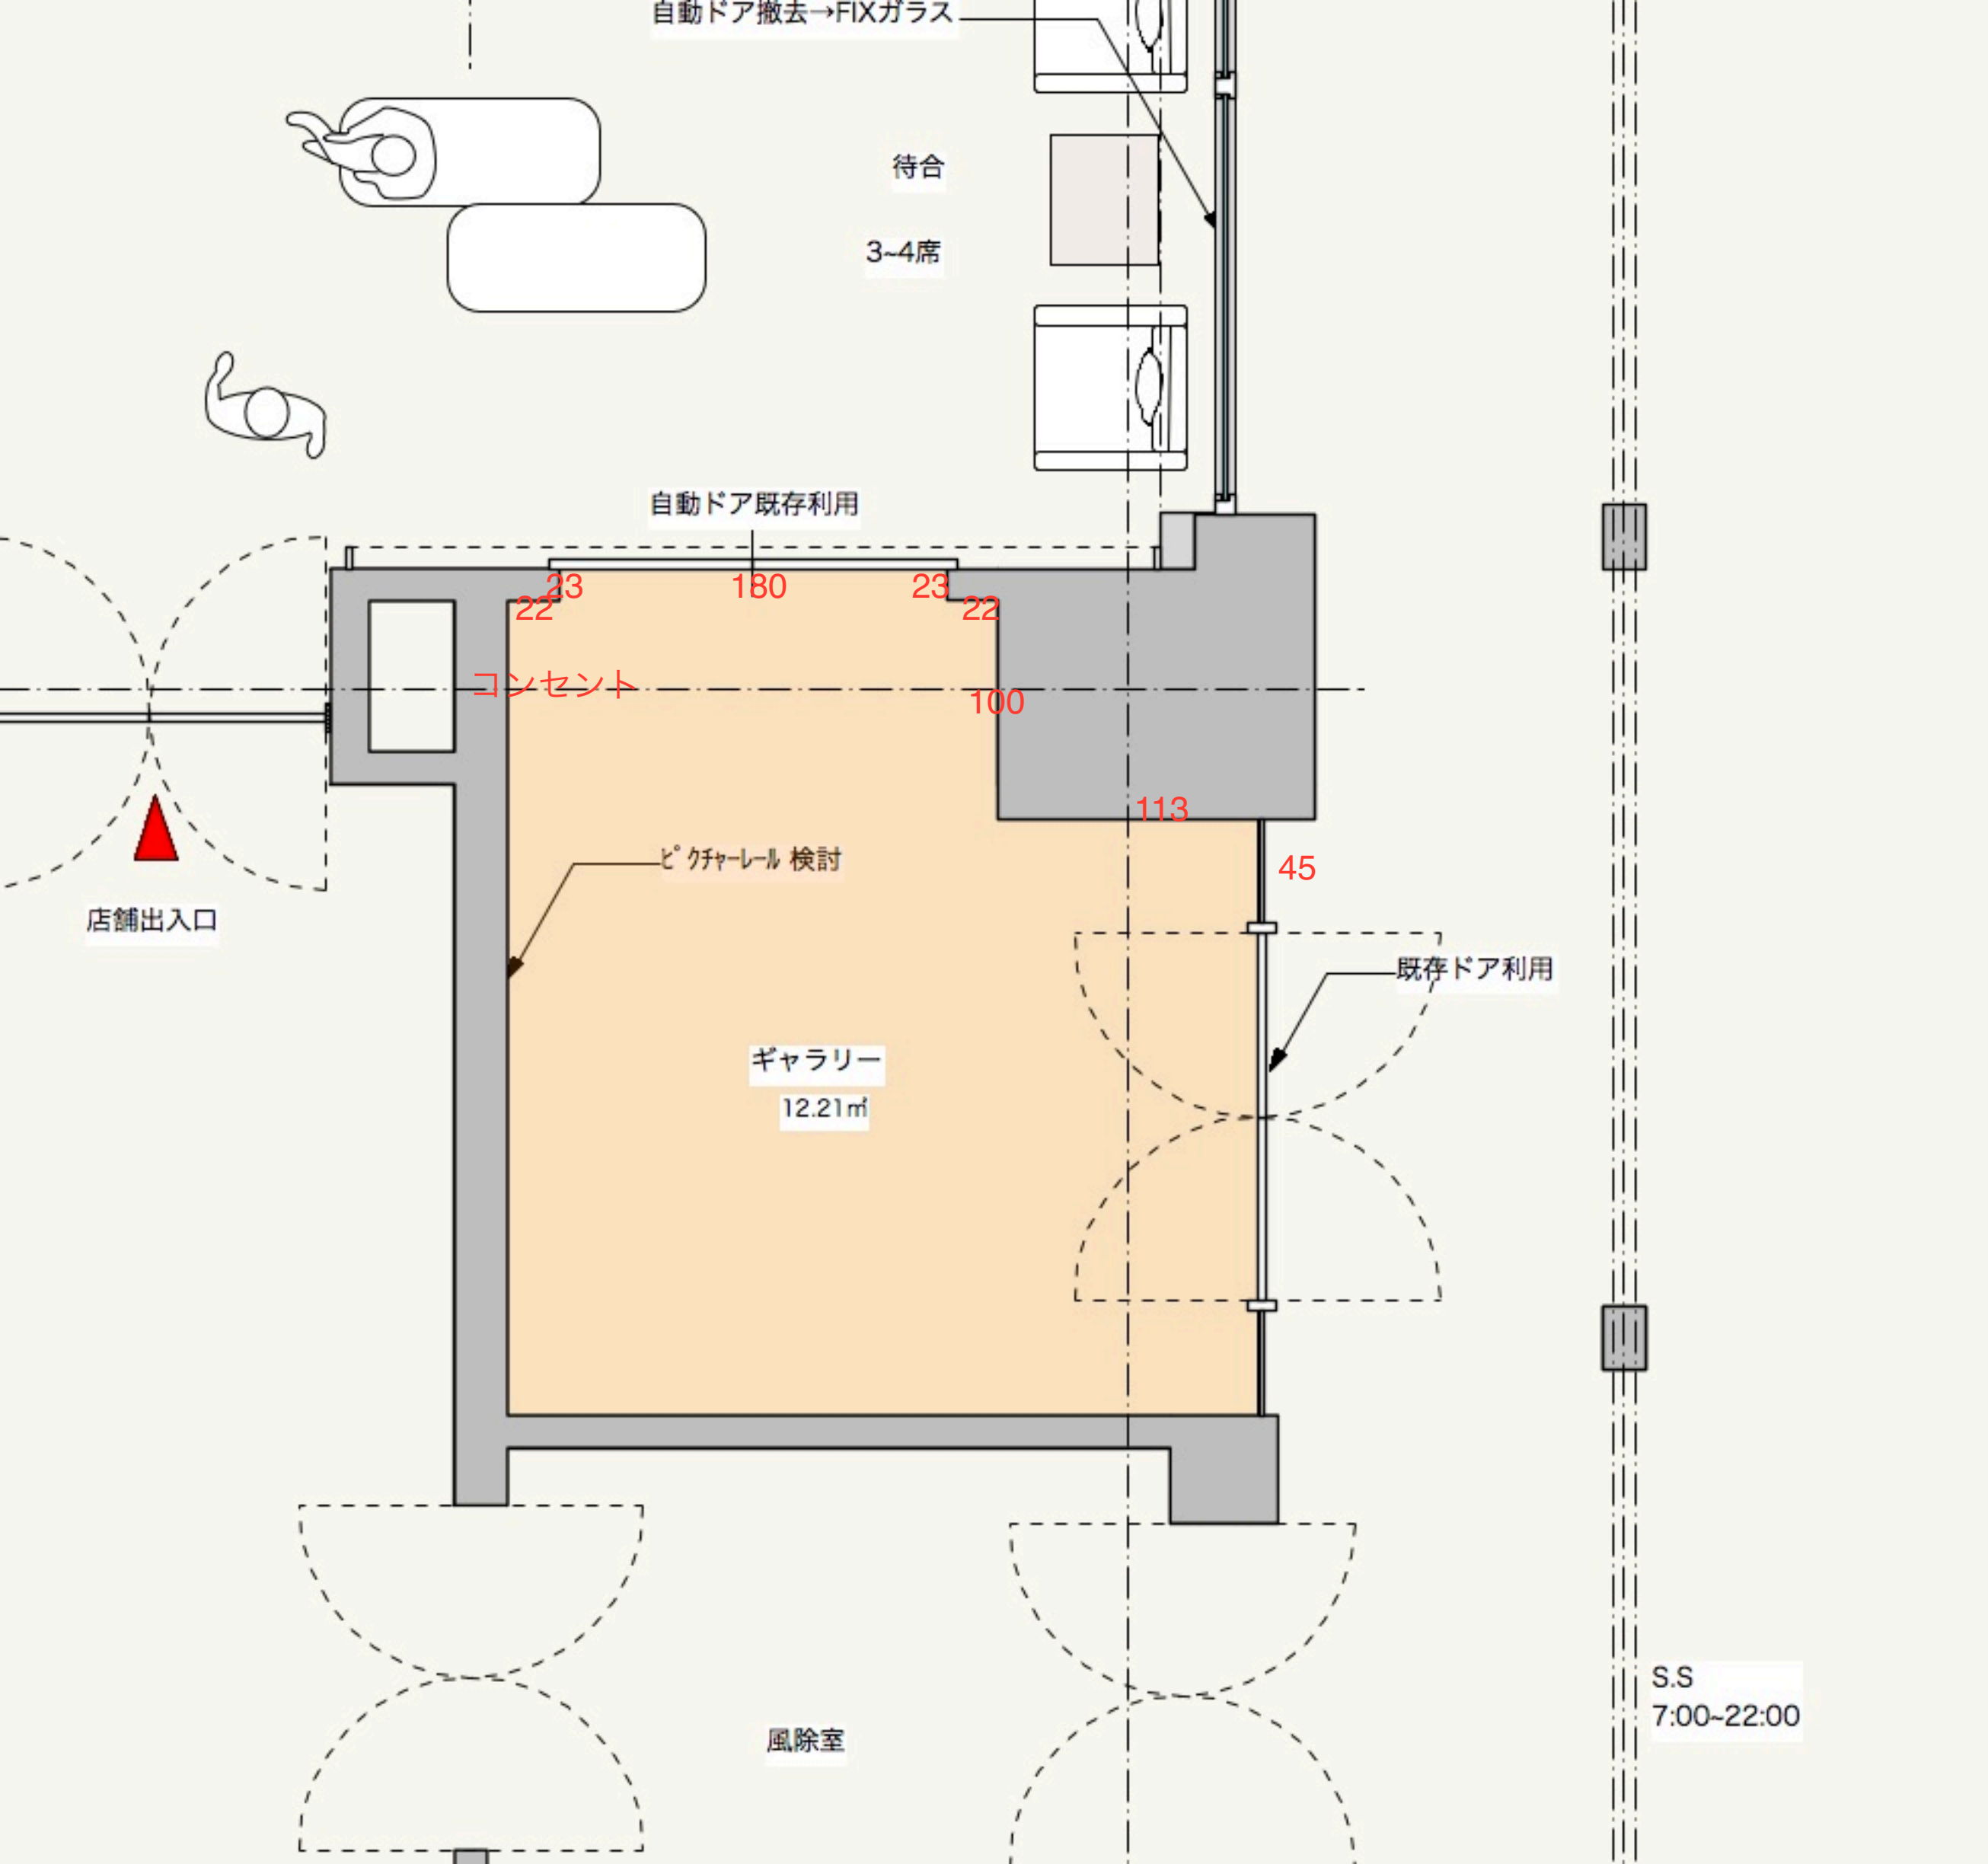 自動ドア撤去→FIXガラス
待合
3~4席
自動ドア既存利用
23
180
23
22
22
コンセント
100
113
ﾋﾟｸﾁｬｰﾚｰﾙ 検討
45
店舗出入口
既存ドア利用
ギャラリー
12.21㎡
S.S
7:00~22:00
風除室